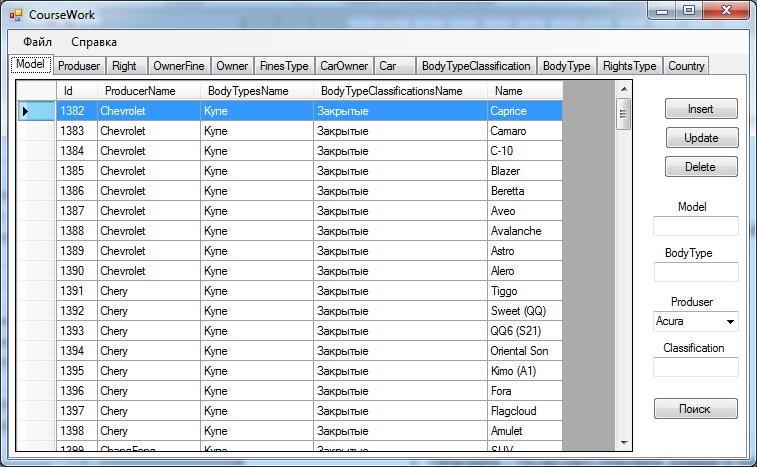 CourseWork
Файл Справка
Model Produser Right OwnerFine Owner FinesType CarOwner Car BodyTypeClassification BodyType RightsType Country
Id ProducerName BodyTypesName BodyTypeClassificationsName Name
1382 Chevrolet Купе Закрытые Caprice
1383 Chevrolet Купе Закрытые Camaro
1384 Chevrolet Купе Закрытые C-10
1385 Chevrolet Купе Закрытые Blazer
1386 Chevrolet Купе Закрытые Beretta
1387 Chevrolet Купе Закрытые Aveo
1388 Chevrolet Купе Закрытые Avalanche
1389 Chevrolet Купе Закрытые Astro
1390 Chevrolet Купе Закрытые Alero
1391 Chery Купе Закрытые Tiggo
1392 Chery Купе Закрытые Sweet (QQ)
1393 Chery Купе Закрытые QQ6 (S21)
1394 Chery Купе Закрытые Oriental Son
1395 Chery Купе Закрытые Kimo (A1)
1396 Chery Купе Закрытые Fora
1397 Chery Купе Закрытые Flagcloud
1398 Chery Купе Закрытые Amulet
1399 ChangFeng Купе Закрытые SUV
Insert
Update
Delete
Model
BodyType
Produser
Acura
Classification
Поиск